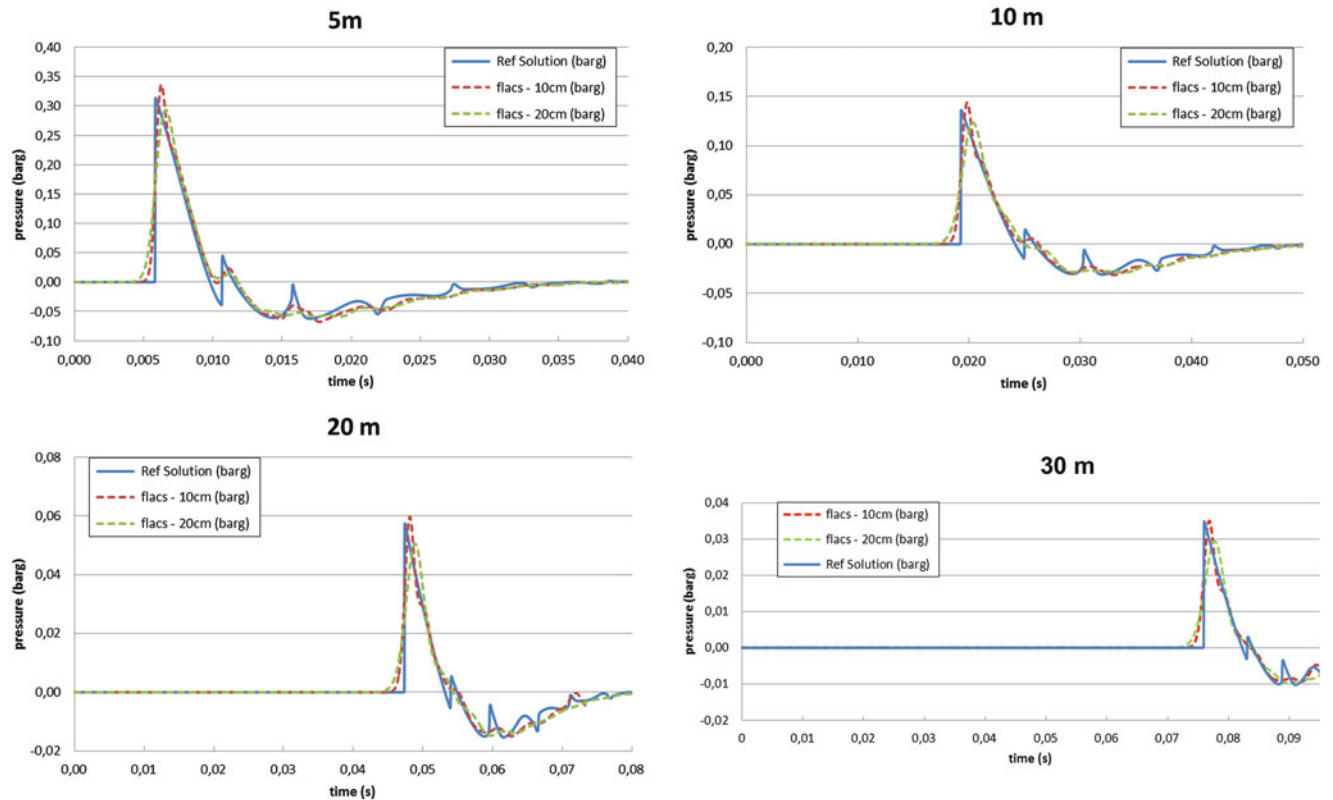 5m
0,40
0,35
0,30
0,25
0,20
0,15
0,10
0,05
0,00
-0,05
-0,10
pressure (barg)
Ref Solution (barg)
flacs - 10cm (barg)
flacs - 20cm (barg)
0,000 0,005 0,010 0,015 0,020 0,025 0,030 0,035 0,040
time (s)
10 m
0,20
0,15
0,10
0,05
0,00
-0,05
-0,10
pressure (barg)
Ref Solution (barg)
flacs - 10cm (barg)
flacs - 20cm (barg)
0,000 0,010 0,020 0,030 0,040 0,050
time (s)
20 m
0,08
0,06
0,04
0,02
0,00
-0,02
pressure (barg)
Ref Solution (barg)
flacs - 10cm (barg)
flacs - 20cm (barg)
0,00 0,01 0,02 0,03 0,04 0,05 0,06 0,07 0,08
time (s)
30 m
0,04
0,03
0,02
0,01
0,00
-0,01
-0,02
pressure (barg)
flacs - 10cm (barg)
flacs - 20cm (barg)
Ref Solution (barg)
0 0,01 0,02 0,03 0,04 0,05 0,06 0,07 0,08 0,09
time (s)